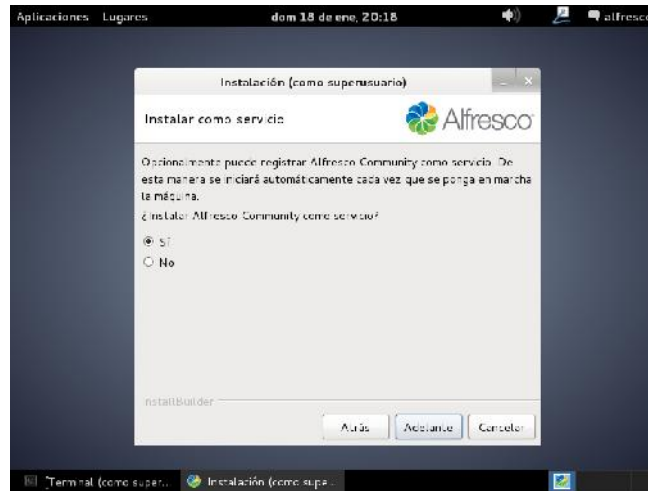 Aplicaciones Lugares dom 18 de ene, 20:18 alfresco
Instalación (como superusuario)
Instalar como servicio
Alfresco
Opcionalmente puede registrar Alfresco Community como servicio. De
esta manera se iniciará automáticamente cada vez que se ponga en marcha
la máquina.
¿Instalar Alfresco Community como servicio?
Sí
No
InstallBuilder
Atrás Adelante Cancelar
Terminal (como super... Instalación (como supe...